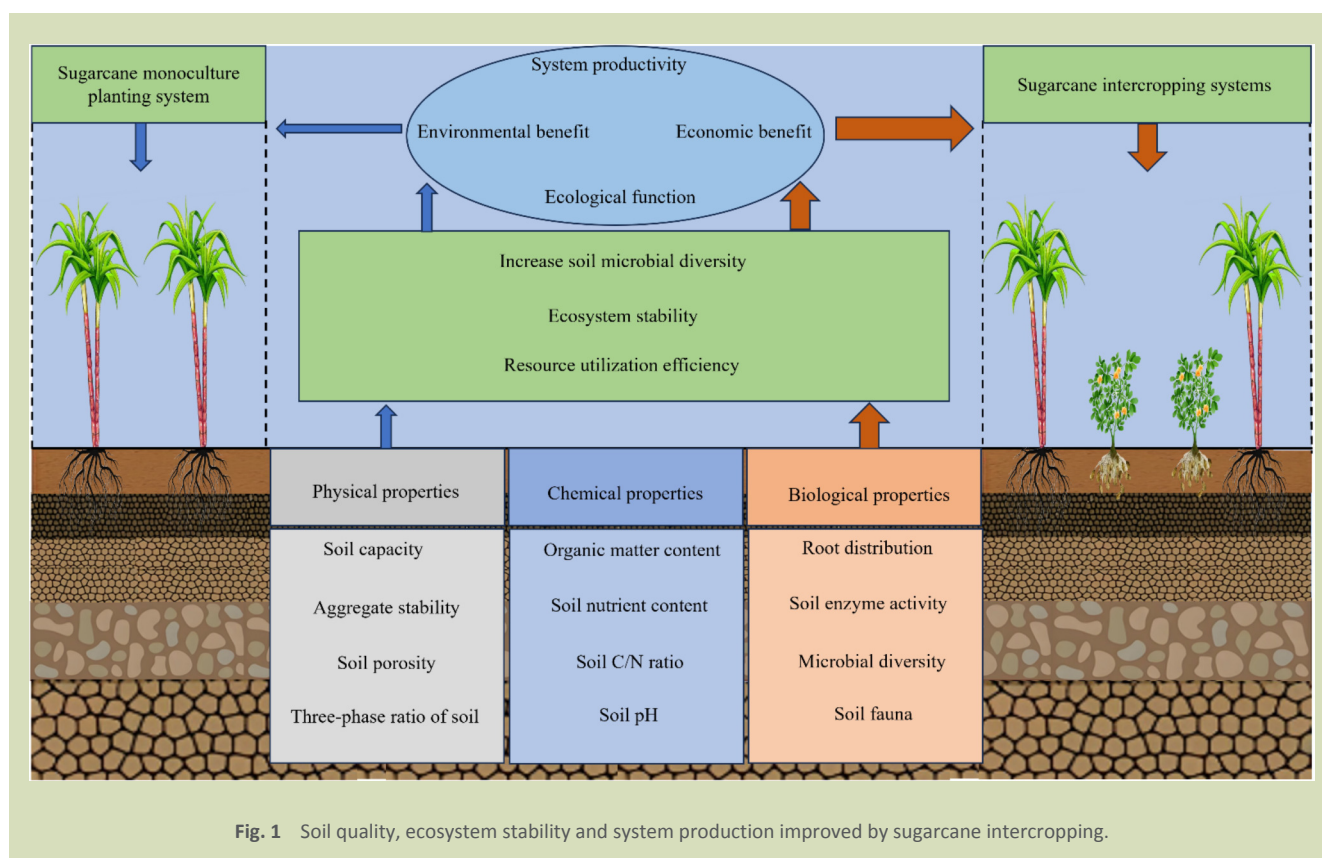 Sugarcane monoculture
planting system
System productivity
Environmental benefit
Economic benefit
Ecological function
Sugarcane intercropping systems
Increase soil microbial diversity
Ecosystem stability
Resource utilization efficiency
Physical properties
Chemical properties
Biological properties
Soil capacity
Organic matter content
Root distribution
Aggregate stability
Soil nutrient content
Soil enzyme activity
Soil porosity
Soil C/N ratio
Microbial diversity
Three-phase ratio of soil
Soil pH
Soil fauna
Fig. 1 Soil quality, ecosystem stability and system production improved by sugarcane intercropping.